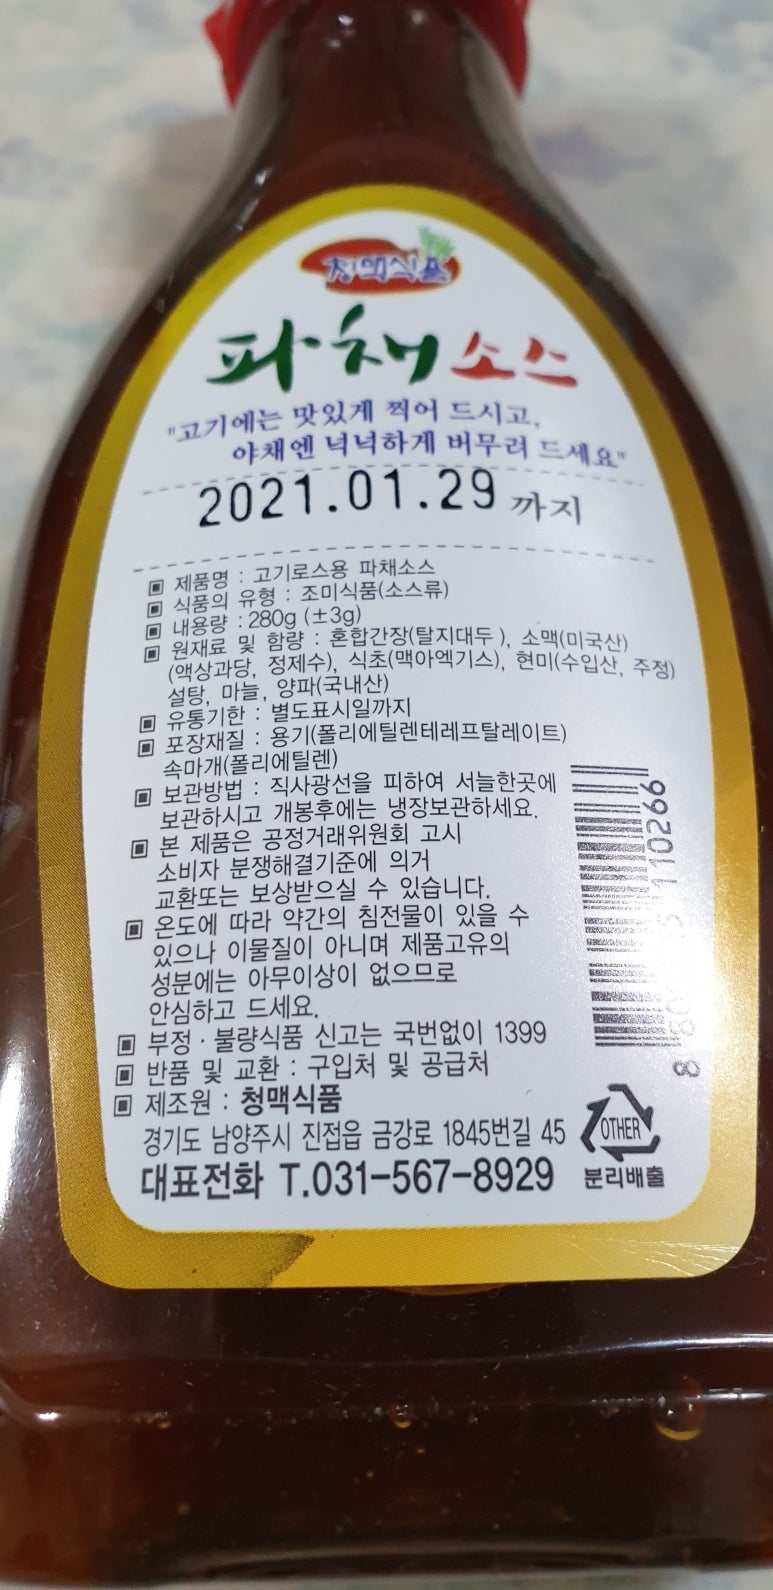 청맥식품
파채소스
"고기에는 맛있게 찍어 드시고,
야채엔 넉넉하게 버무려 드세요"
2021.01.29 까지
▣ 제품명 : 고기로스용 파채소스
▣ 식품의 유형 : 조미식품(소스류)
▣ 내용량 : 280g (±3g)
▣ 원재료 및 함량 : 혼합간장(탈지대두), 소맥(미국산)
(액상과당, 정제수), 식초(맥아엑기스), 현미(수입산, 주정)
설탕, 마늘, 양파(국내산)
▣ 유통기한 : 별도표시일까지
▣ 포장재질 : 용기(폴리에틸렌테레프탈레이트)
속마개(폴리에틸렌)
▣ 보관방법 : 직사광선을 피하여 서늘한곳에
보관하시고 개봉후에는 냉장보관하세요.
▣ 본 제품은 공정거래위원회 고시
소비자 분쟁해결기준에 의거
교환또는 보상받으실 수 있습니다.
▣ 온도에 따라 약간의 침전물이 있을 수
있으나 이물질이 아니며 제품고유의
성분에는 아무이상이 없으므로
안심하고 드세요.
▣ 부정·불량식품 신고는 국번없이 1399
▣ 반품 및 교환 : 구입처 및 공급처
▣ 제조원 : 청맥식품
경기도 남양주시 진접읍 금강로 1845번길 45
대표전화 T.031-567-8929
OTHER
분리배출